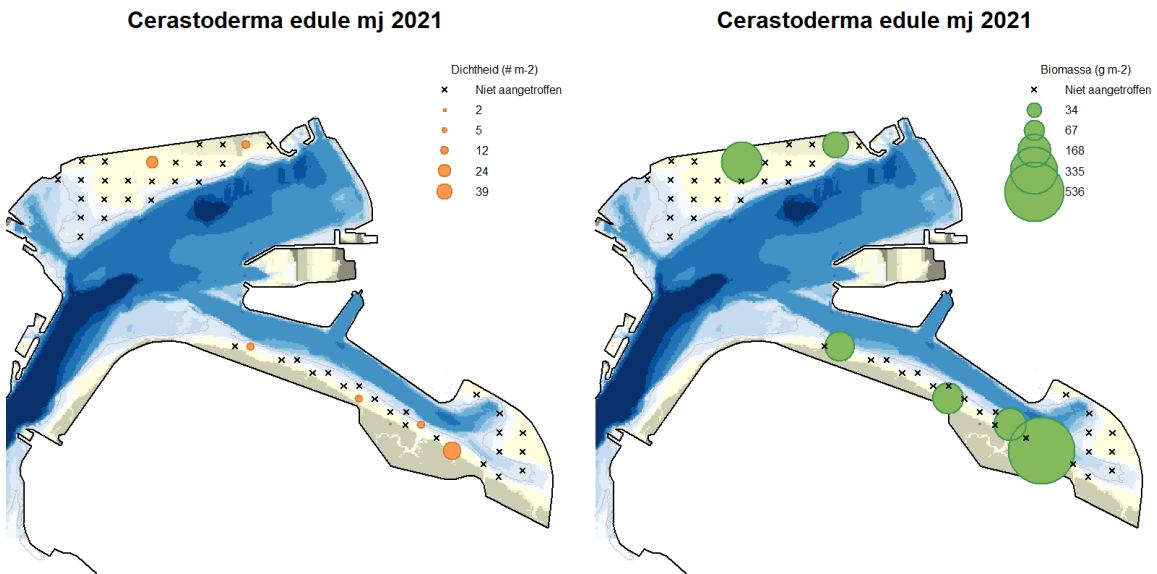 Cerastoderma edule mj 2021
Dichtheid (# m-2)
Niet aangetroffen
2
5
12
24
39
Cerastoderma edule mj 2021
Biomassa (g m-2)
Niet aangetroffen
34
67
168
335
536